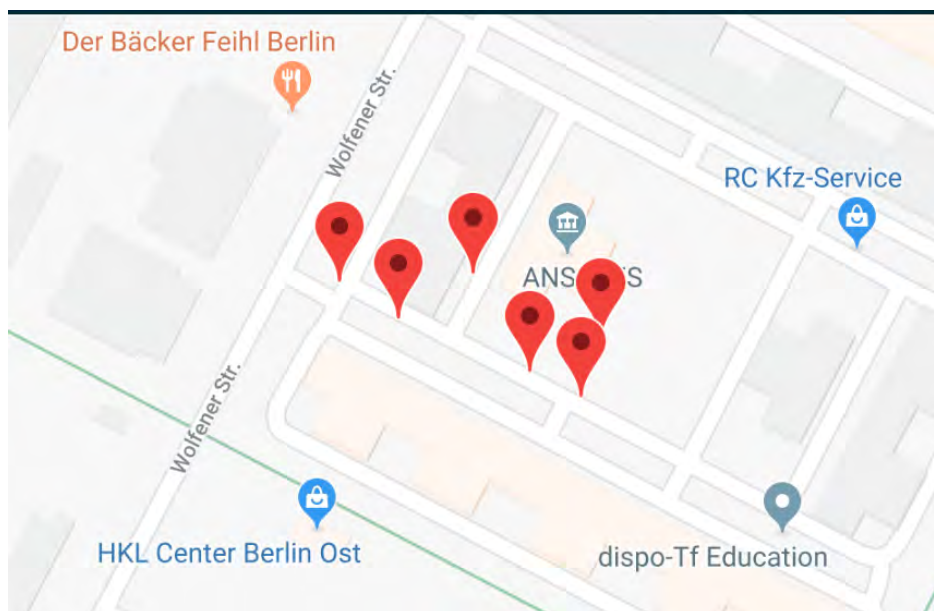 Der Bäcker Feihl Berlin
Wolfener Str.
RC Kfz-Service
Wolfener Str.
HKL Center Berlin Ost
dispo-Tf Education